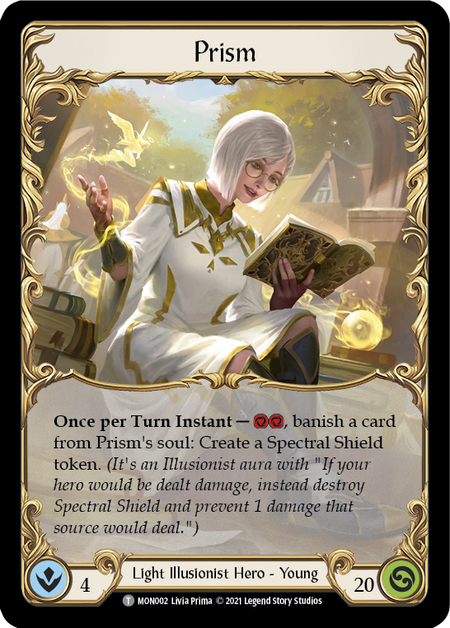 Prism
Once per Turn Instant — , banish a card
from Prism's soul: Create a Spectral Shield
token. (It's an Illusionist aura with "If your
hero would be dealt damage, instead destroy
Spectral Shield and prevent 1 damage that
source would deal.")
4
Light Illusionist Hero - Young
20
T MON002 Livia Prima © 2021 Legend Story Studios